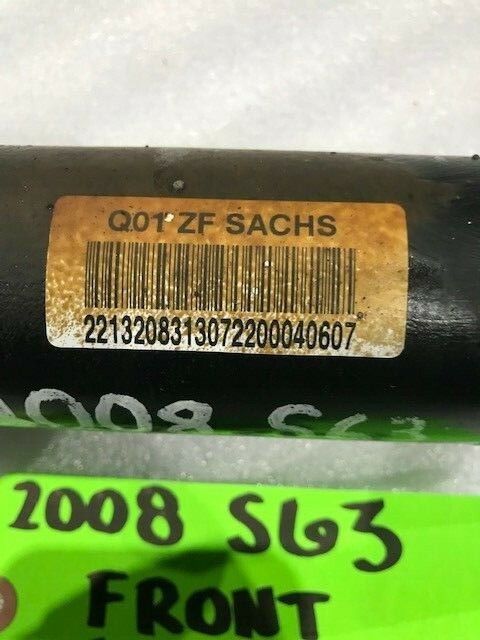 Q01 ZF SACHS
2213208313072200040607
2008 S63
2008 S63
FRONT